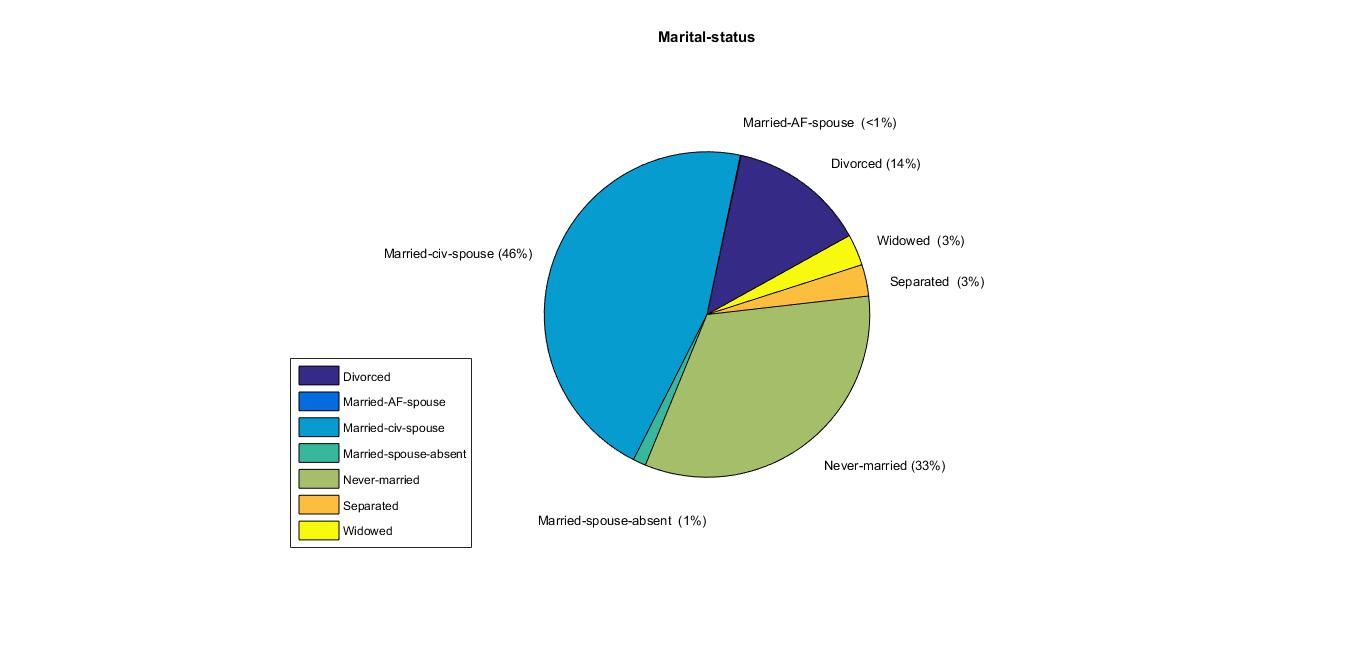 Marital-status
Married-AF-spouse (<1%)
Divorced (14%)
Widowed (3%)
Married-civ-spouse (46%)
Separated (3%)
Divorced
Married-AF-spouse
Married-civ-spouse
Married-spouse-absent
Never-married
Separated
Widowed
Never-married (33%)
Married-spouse-absent (1%)